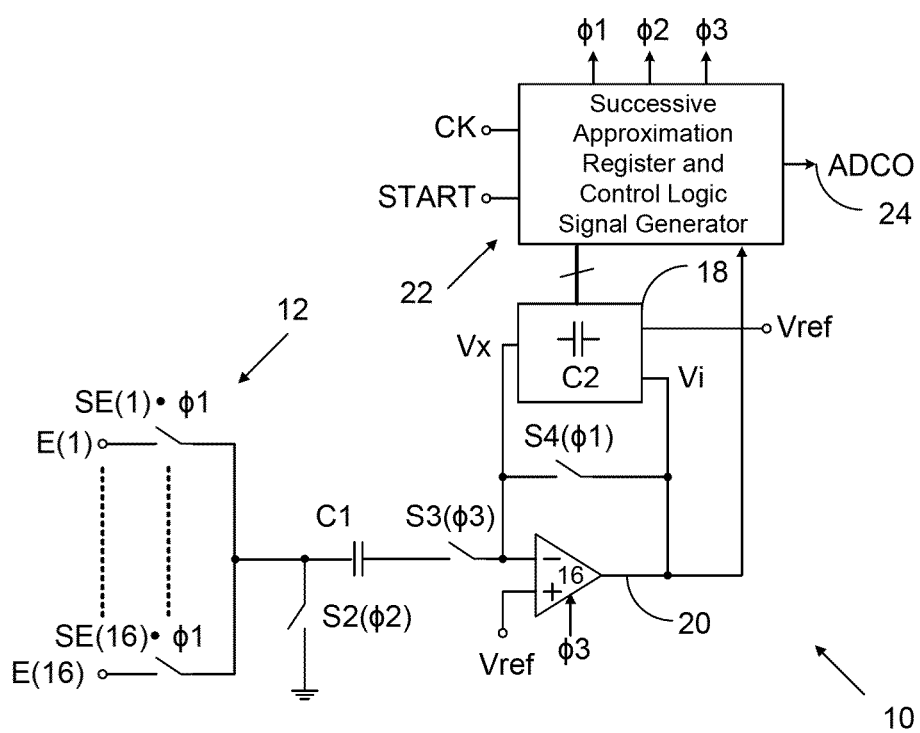 ϕ1 ϕ2 ϕ3
Successive
Approximation
Register and
Control Logic
Signal Generator
CK
START
ADCO
24
22
18
Vref
Vx
C2
Vi
12
SE(1)• ϕ1
E(1)
S4(ϕ1)
C1
S3(ϕ3)
16
20
S2(ϕ2)
SE(16)• ϕ1
E(16)
Vref
ϕ3
10